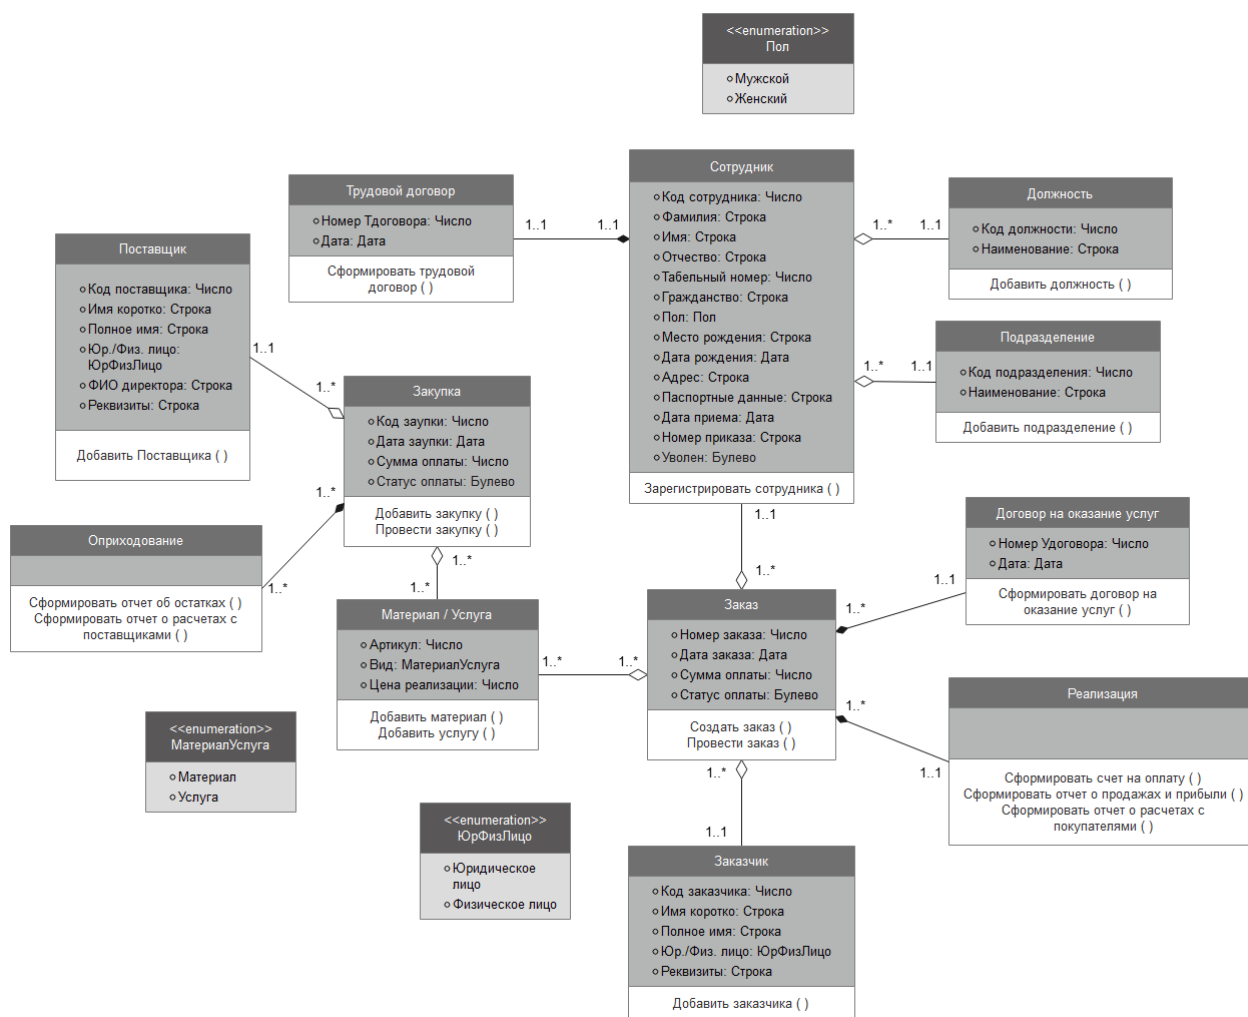 <<enumeration>>
Пол
Мужской
Женский
Сотрудник
Код сотрудника: Число
Фамилия: Строка
Имя: Строка
Отчество: Строка
Табельный номер: Число
Гражданство: Строка
Пол: Пол
Место рождения: Строка
Дата рождения: Дата
Адрес: Строка
Паспортные данные: Строка
Дата приема: Дата
Номер приказа: Строка
Уволен: Булево
Зарегистрировать сотрудника ( )
Трудовой договор
Номер Тдоговора: Число
Дата: Дата
Сформировать трудовой
договор ( )
1..1
1..1
Должность
Код должности: Число
Наименование: Строка
Добавить должность ( )
1..*
1..1
Поставщик
Код поставщика: Число
Имя коротко: Строка
Полное имя: Строка
Юр./Физ. лицо:
ЮрФизЛицо
ФИО директора: Строка
Реквизиты: Строка
Добавить Поставщика ( )
1..1
1..*
Подразделение
Код подразделения: Число
Наименование: Строка
Добавить подразделение ( )
1..*
1..1
Закупка
Код заупки: Число
Дата заупки: Дата
Сумма оплаты: Число
Статус оплаты: Булево
Добавить закупку ( )
Провести закупку ( )
1..*
1..*
Оприходование
Сформировать отчет об остатках ( )
Сформировать отчет о расчетах с
поставщиками ( )
1..*
1..*
Договор на оказание услуг
Номер Удоговора: Число
Дата: Дата
Сформировать договор на
оказание услуг ( )
1..1
1..*
1..1
1..*
Материал / Услуга
Артикул: Число
Вид: МатериалУслуга
Цена реализации: Число
Добавить материал ( )
Добавить услугу ( )
1..*
1..*
Заказ
Номер заказа: Число
Дата заказа: Дата
Сумма оплаты: Число
Статус оплаты: Булево
Создать заказ ( )
Провести заказ ( )
Реализация
Сформировать счет на оплату ( )
Сформировать отчет о продажах и прибыли ( )
Сформировать отчет о расчетах с
покупателями ( )
1..*
1..1
<<enumeration>>
МатериалУслуга
Материал
Услуга
<<enumeration>>
ЮрФизЛицо
Юридическое
лицо
Физическое лицо
1..*
1..1
Заказчик
Код заказчика: Число
Имя коротко: Строка
Полное имя: Строка
Юр./Физ. лицо: ЮрФизЛицо
Реквизиты: Строка
Добавить заказчика ( )